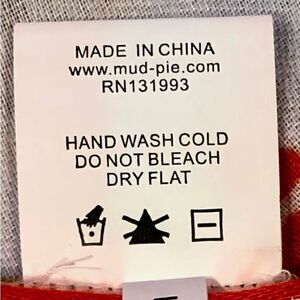 MADE IN CHINA
www.mud-pie.com
RN131993
HAND WASH COLD
DO NOT BLEACH
DRY FLAT